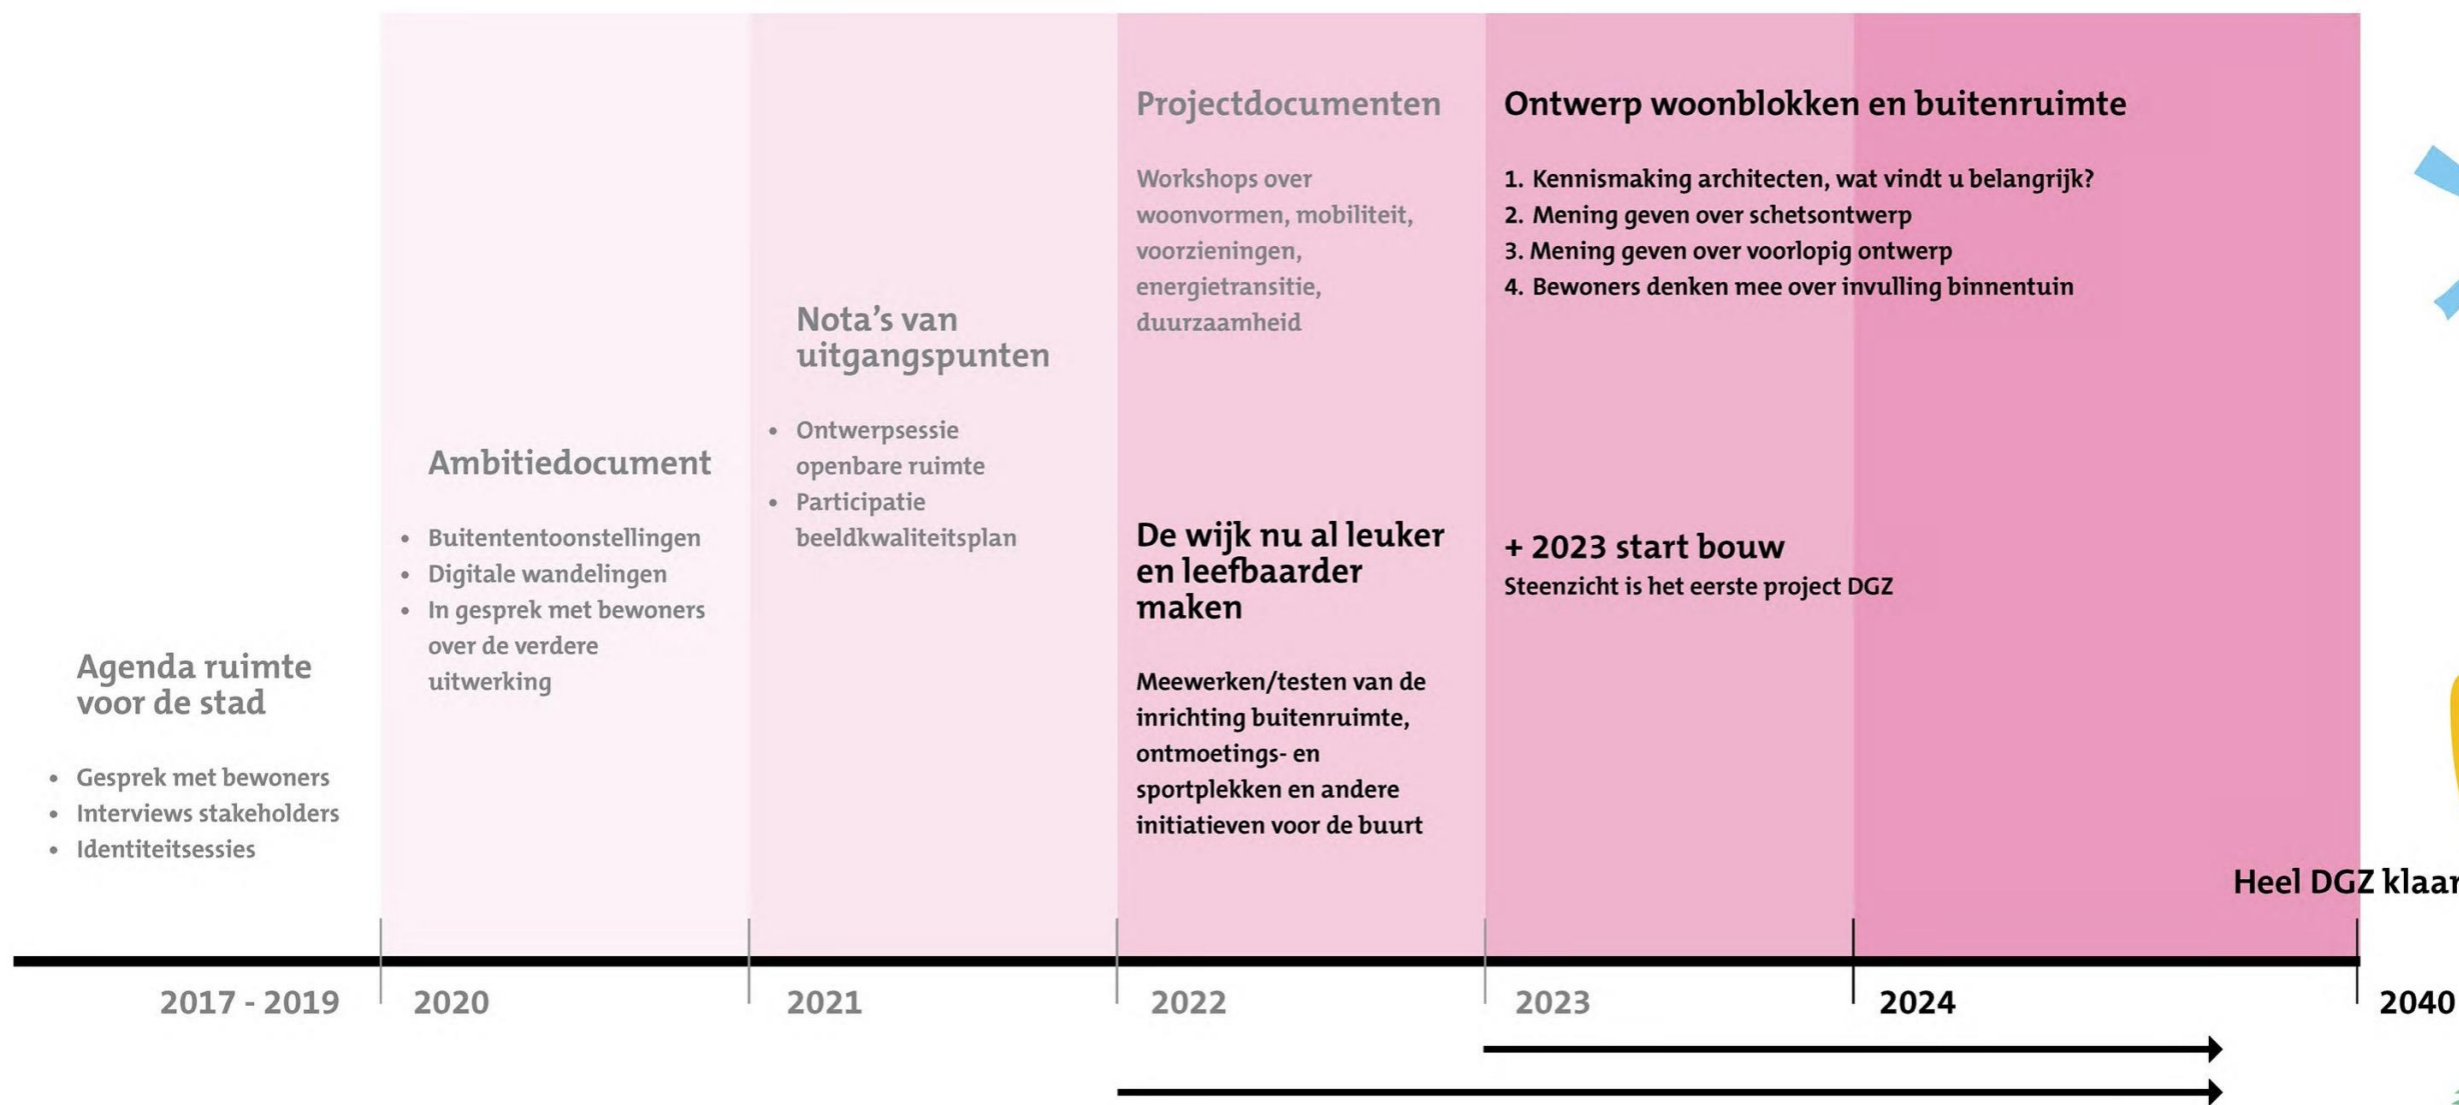 Agenda ruimte
voor de stad
• Gesprek met bewoners
• Interviews stakeholders
• Identiteitsessies
Ambitiedocument
• Buitententoonstellingen
• Digitale wandelingen
• In gesprek met bewoners
over de verdere
uitwerking
Nota's van
uitgangspunten
• Ontwerpsessie
openbare ruimte
• Participatie
beeldkwaliteitsplan
Projectdocumenten
Workshops over
woonvormen, mobiliteit,
voorzieningen,
energietransitie,
duurzaamheid
De wijk nu al leuker
en leefbaarder
maken
Meewerken/testen van de
inrichting buitenruimte,
ontmoetings- en
sportplekken en andere
initiatieven voor de buurt
Ontwerp woonblokken en buitenruimte
1. Kennismaking architecten, wat vindt u belangrijk?
2. Mening geven over schetsontwerp
3. Mening geven over voorlopig ontwerp
4. Bewoners denken mee over invulling binnentuin
+ 2023 start bouw
Steenzicht is het eerste project DGZ
Heel DGZ klaar
2017 - 2019
2020
2021
2022
2023
2024
2040